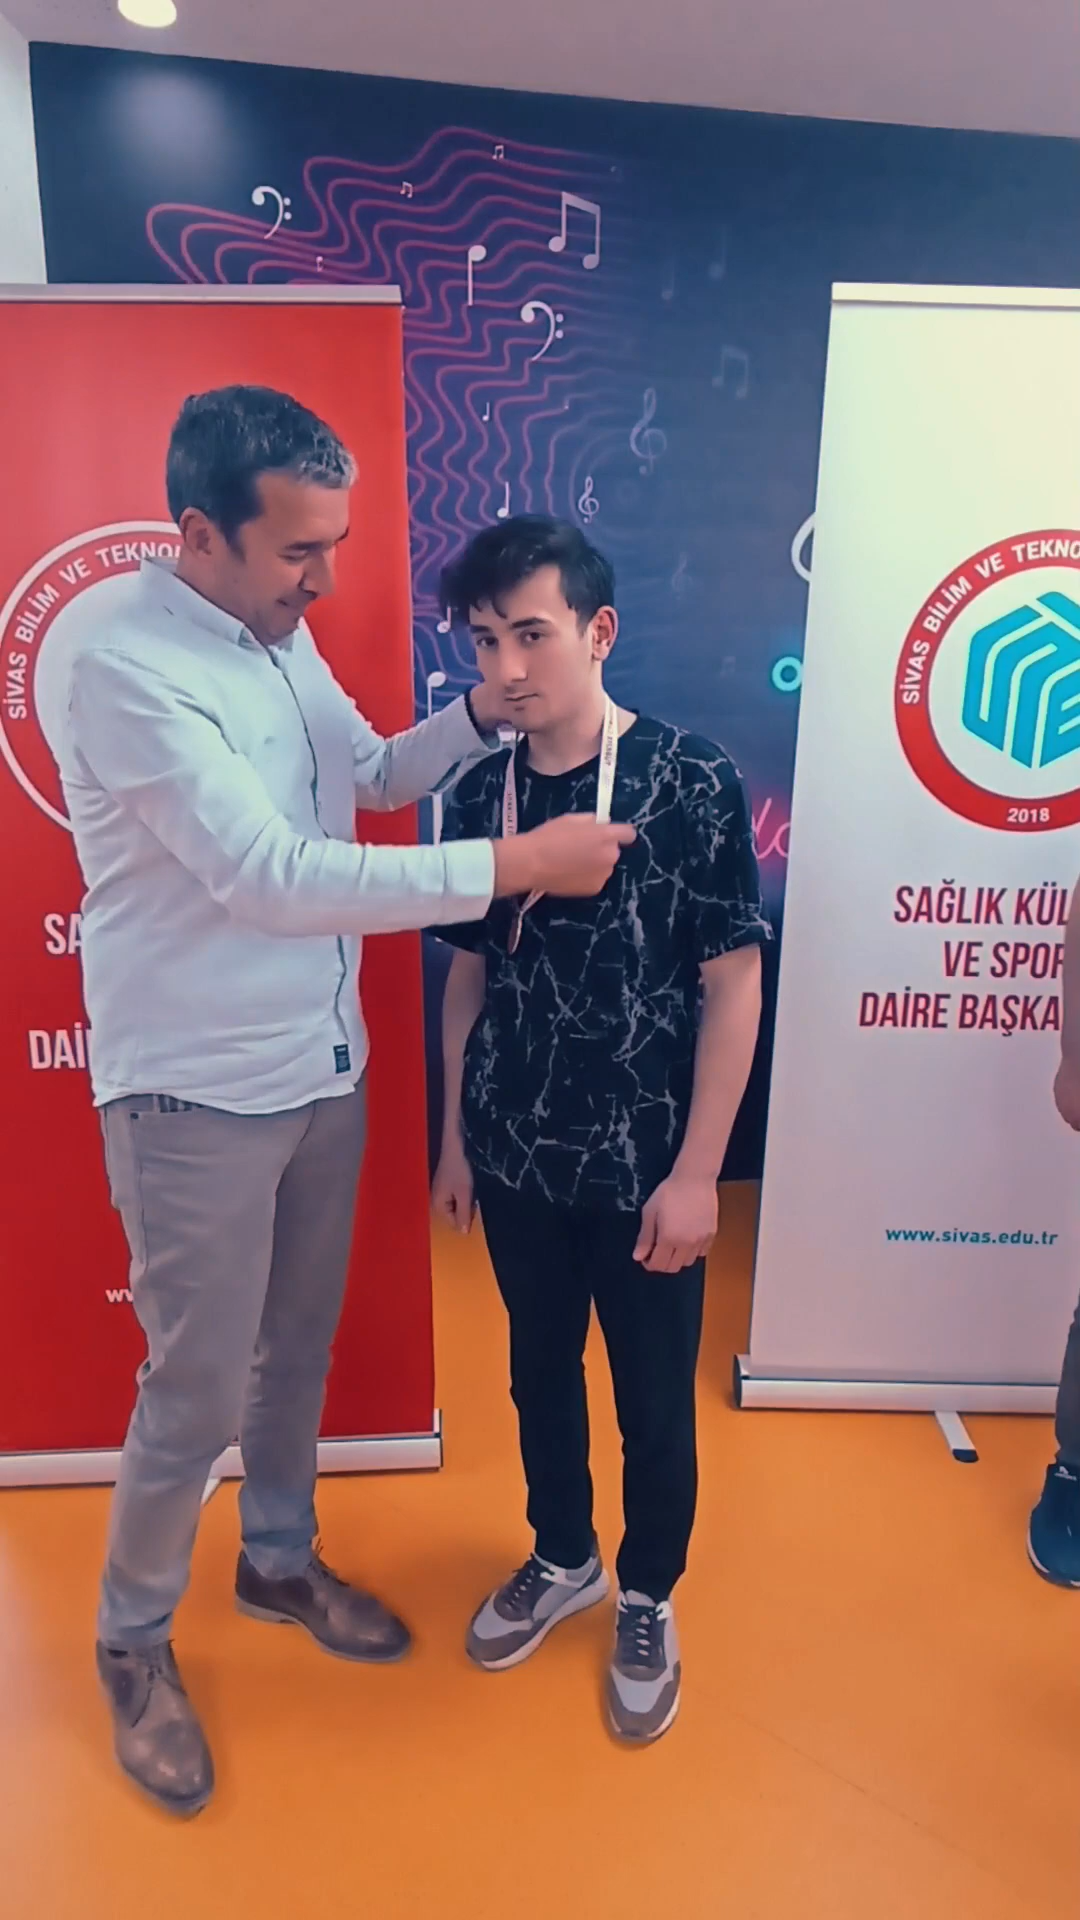 SİVAS BİLİM VE TEKNO
SA
DAİ
ww
SİVAS BİLİM VE TEKNO
2018
SAĞLIK KÜL
VE SPOR
DAİRE BAŞKA
www.sivas.edu.tr